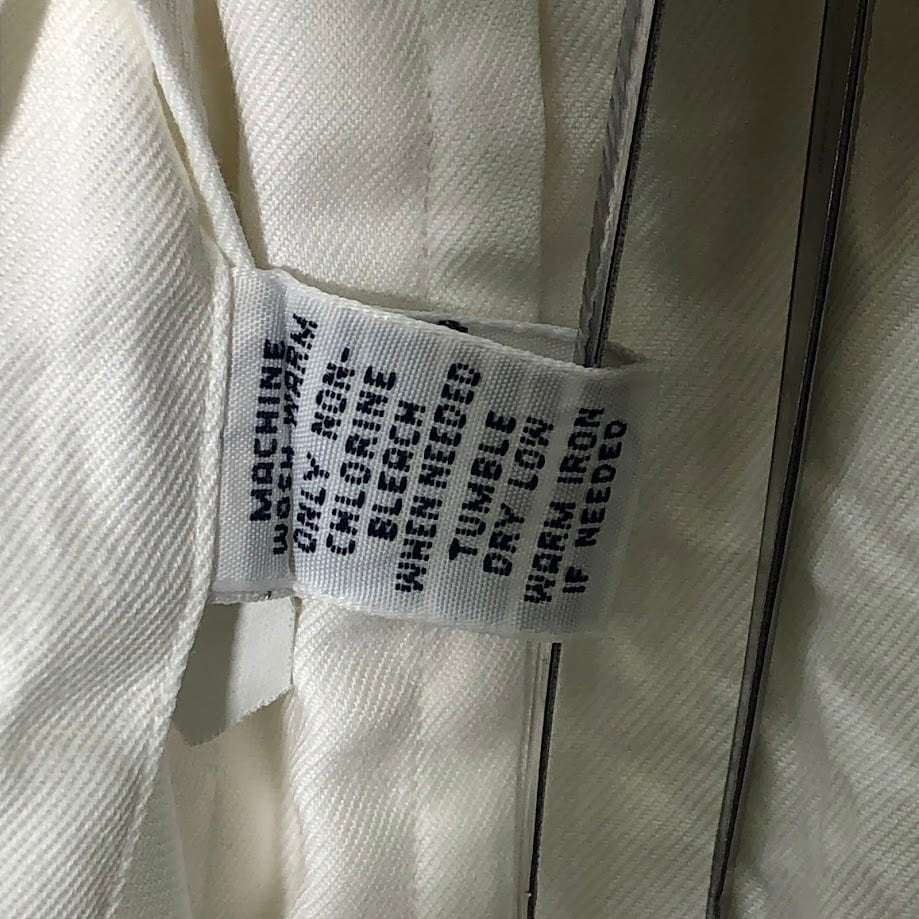 MACHINE
WASH WARM
ONLY NON-
CHLORINE
BLEACH
WHEN NEEDED
TUMBLE
DRY LOW
WARM IRON
IF NEEDED